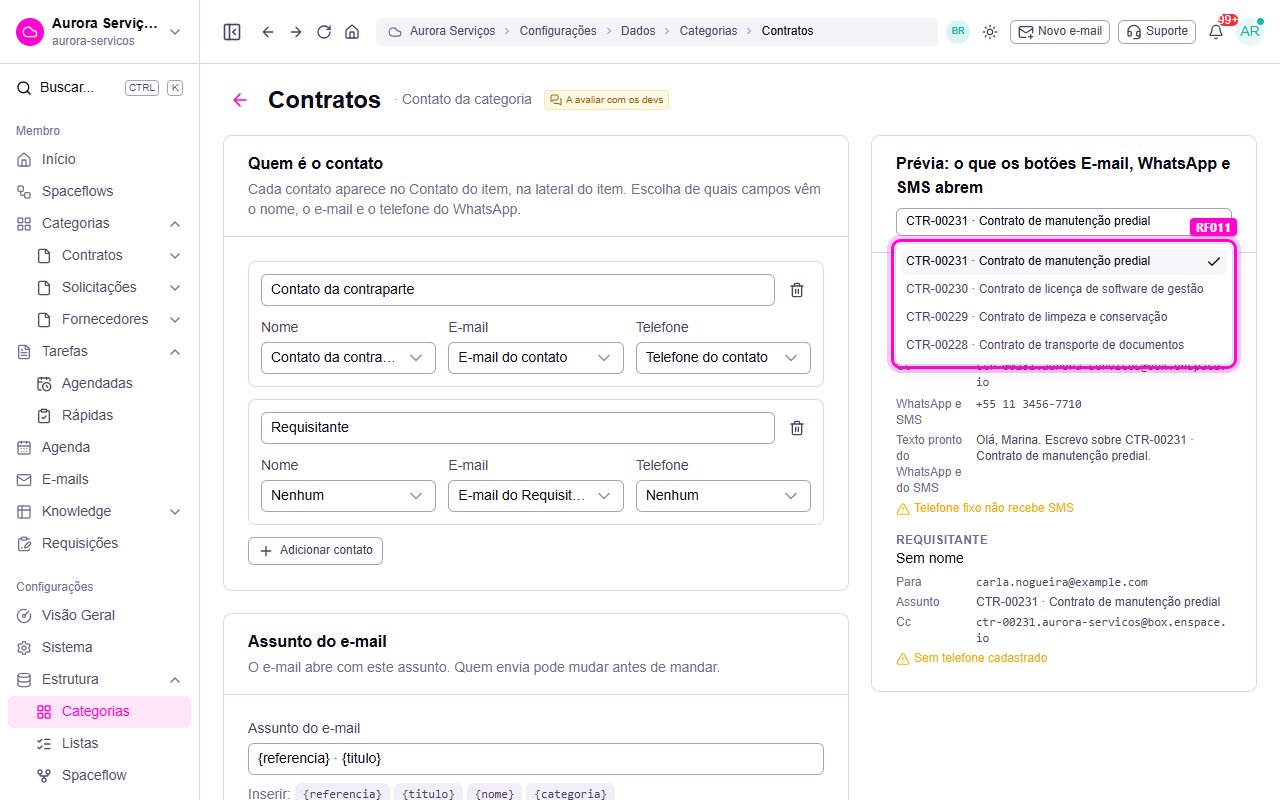 Aurora Serviç...
aurora-servicos
Aurora Serviços > Configurações > Dados > Categorias > Contratos
BR
Novo e-mail
Suporte
99+
AR
Buscar...
CTRL K
Membro
Início
Spaceflows
Categorias
Contratos
Solicitações
Fornecedores
Tarefas
Agendadas
Rápidas
Agenda
E-mails
Knowledge
Requisições
Configurações
Visão Geral
Sistema
Estrutura
Categorias
Listas
Spaceflow
Contratos · Contato da categoria
A avaliar com os devs
Quem é o contato
Cada contato aparece no Contato do item, na lateral do item. Escolha de quais campos vêm
o nome, o e-mail e o telefone do WhatsApp.
Contato da contraparte
Nome E-mail Telefone
Contato da contra... E-mail do contato Telefone do contato
Requisitante
Nome E-mail Telefone
Nenhum E-mail do Requisit... Nenhum
Adicionar contato
Assunto do e-mail
O e-mail abre com este assunto. Quem envia pode mudar antes de mandar.
Assunto do e-mail
{referencia} · {titulo}
Inserir: {referencia} {titulo} {nome} {categoria}
Prévia: o que os botões E-mail, WhatsApp e
SMS abrem
CTR-00231 · Contrato de manutenção predial
RF011
CTR-00231 · Contrato de manutenção predial
CTR-00230 · Contrato de licença de software de gestão
CTR-00229 · Contrato de limpeza e conservação
CTR-00228 · Contrato de transporte de documentos
io
WhatsApp e +55 11 3456-7710
SMS
Texto pronto Olá, Marina. Escrevo sobre CTR-00231 ·
do Contrato de manutenção predial.
WhatsApp e
do SMS
Telefone fixo não recebe SMS
REQUISITANTE
Sem nome
Para carla.nogueira@example.com
Assunto CTR-00231 · Contrato de manutenção predial
Cc ctr-00231.aurora-servicos@box.enspace.
io
Sem telefone cadastrado